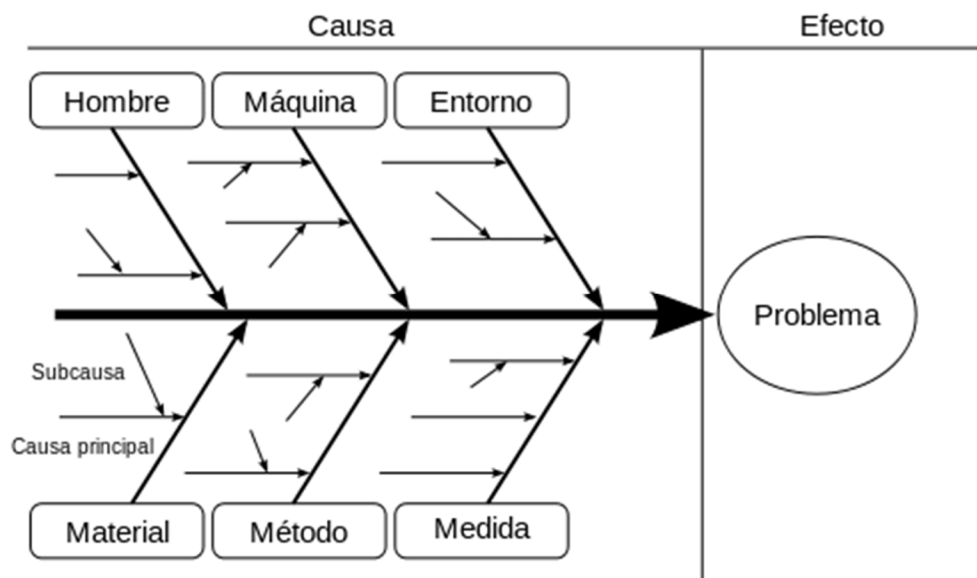 Causa
Efecto
Hombre
Máquina
Entorno
Problema
Subcausa
Causa principal
Material
Método
Medida